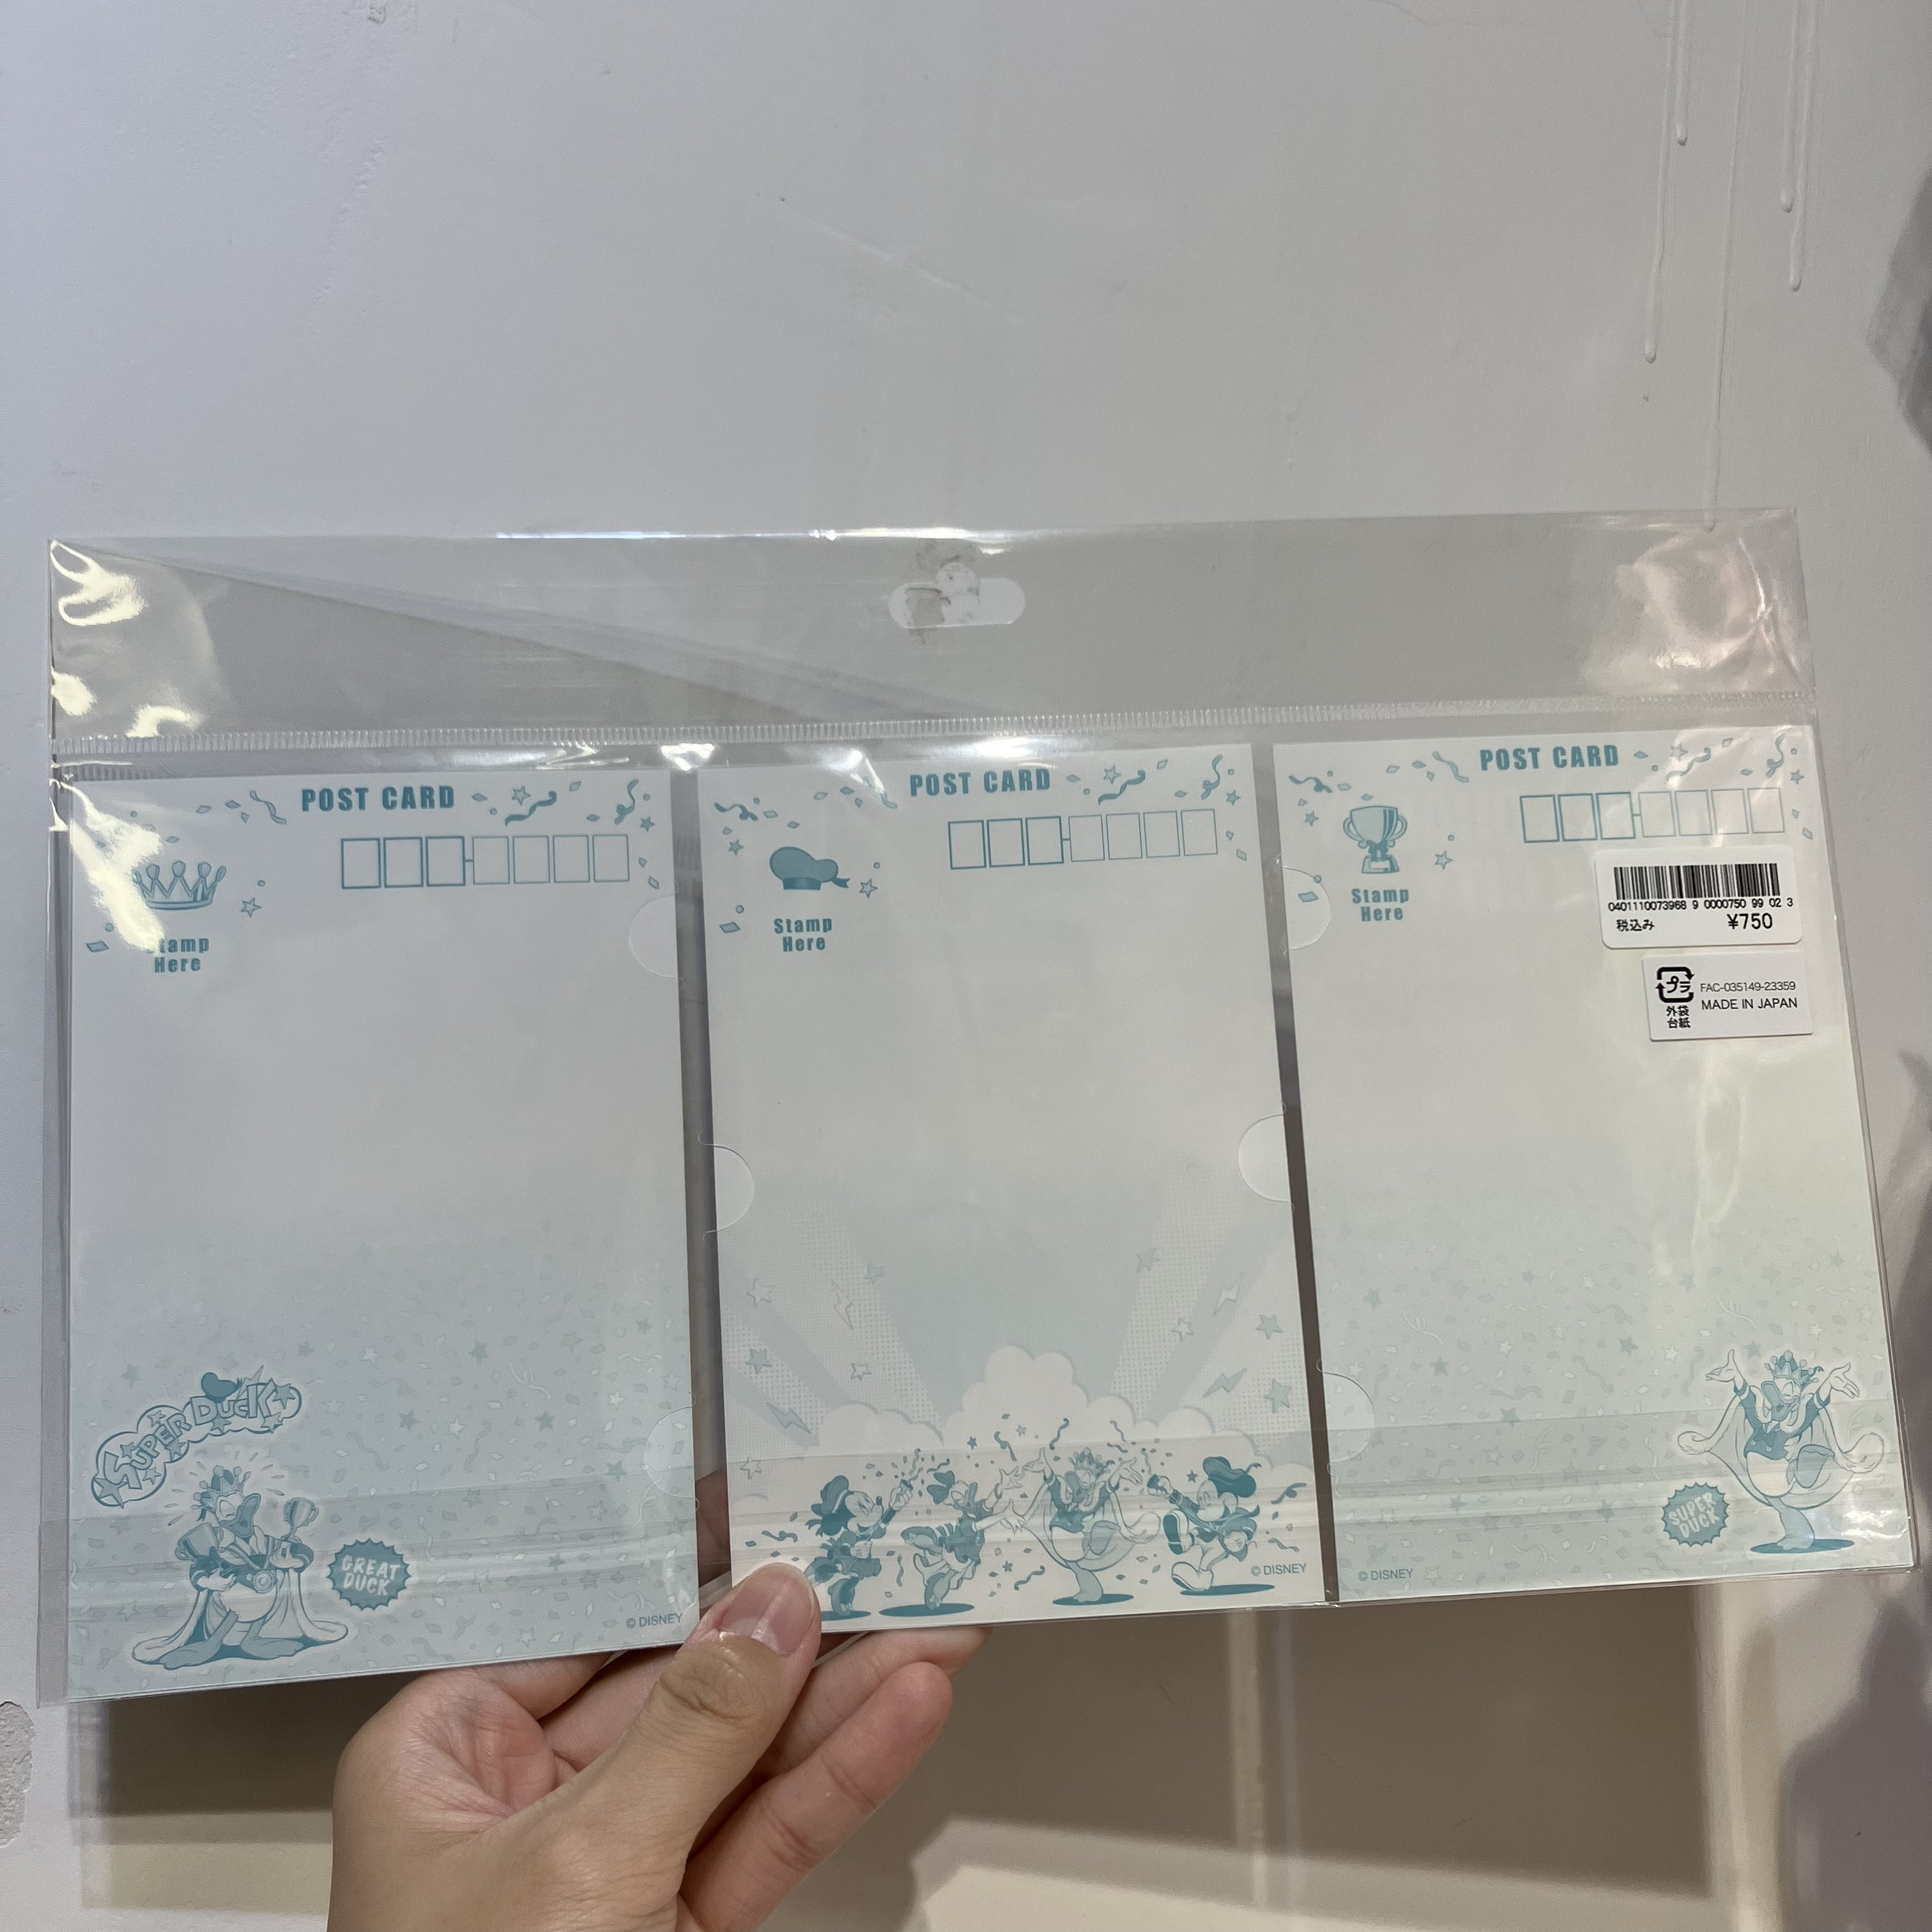 POST CARD
Stamp
Here
SUPER DUCK
GREAT
DUCK
© DISNEY
POST CARD
Stamp
Here
© DISNEY
POST CARD
Stamp
Here
0401110073968 9 0000750 99 02 3
税込み ¥750
プラ
外袋
台紙
FAC-035149-23359
MADE IN JAPAN
SUPER
DUCK
© DISNEY